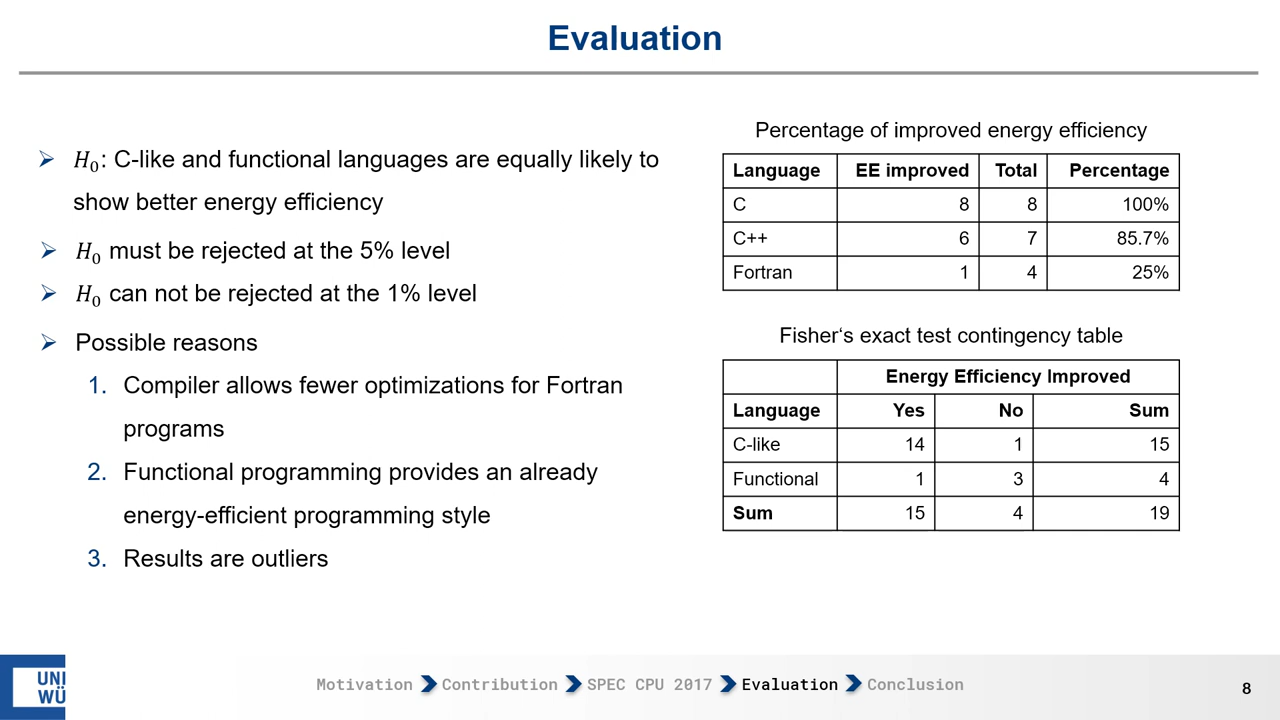 Evaluation
➢ H₀: C-like and functional languages are equally likely to
show better energy efficiency
➢ H₀ must be rejected at the 5% level
➢ H₀ can not be rejected at the 1% level
➢ Possible reasons
1. Compiler allows fewer optimizations for Fortran
programs
2. Functional programming provides an already
energy-efficient programming style
3. Results are outliers
Percentage of improved energy efficiency
Language EE improved Total Percentage
C 8 8 100%
C++ 6 7 85.7%
Fortran 1 4 25%
Fisher‘s exact test contingency table
Energy Efficiency Improved
Language Yes No Sum
C-like 14 1 15
Functional 1 3 4
Sum 15 4 19
UNI
WÜ
Motivation Contribution SPEC CPU 2017 Evaluation Conclusion
8